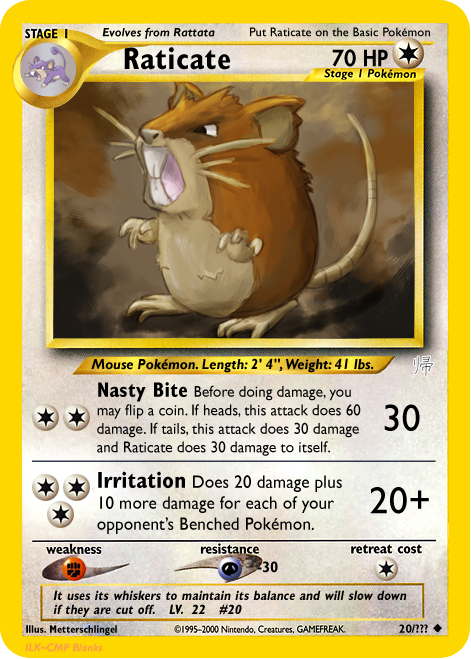 STAGE 1 Evolves from Rattata Put Raticate on the Basic Pokémon
Raticate 70 HP
Stage 1 Pokémon
Mouse Pokémon. Length: 2' 4", Weight: 41 lbs.
帰
Nasty Bite Before doing damage, you
may flip a coin. If heads, this attack does 60
damage. If tails, this attack does 30 damage
and Raticate does 30 damage to itself.
30
Irritation Does 20 damage plus
10 more damage for each of your
opponent's Benched Pokémon.
20+
weakness resistance retreat cost
-30
It uses its whiskers to maintain its balance and will slow down
if they are cut off. LV. 22 #20
Illus. Metterschlingel ©1995-2000 Nintendo, Creatures, GAMEFREAK. 20/???
ILK-CMP Blanks